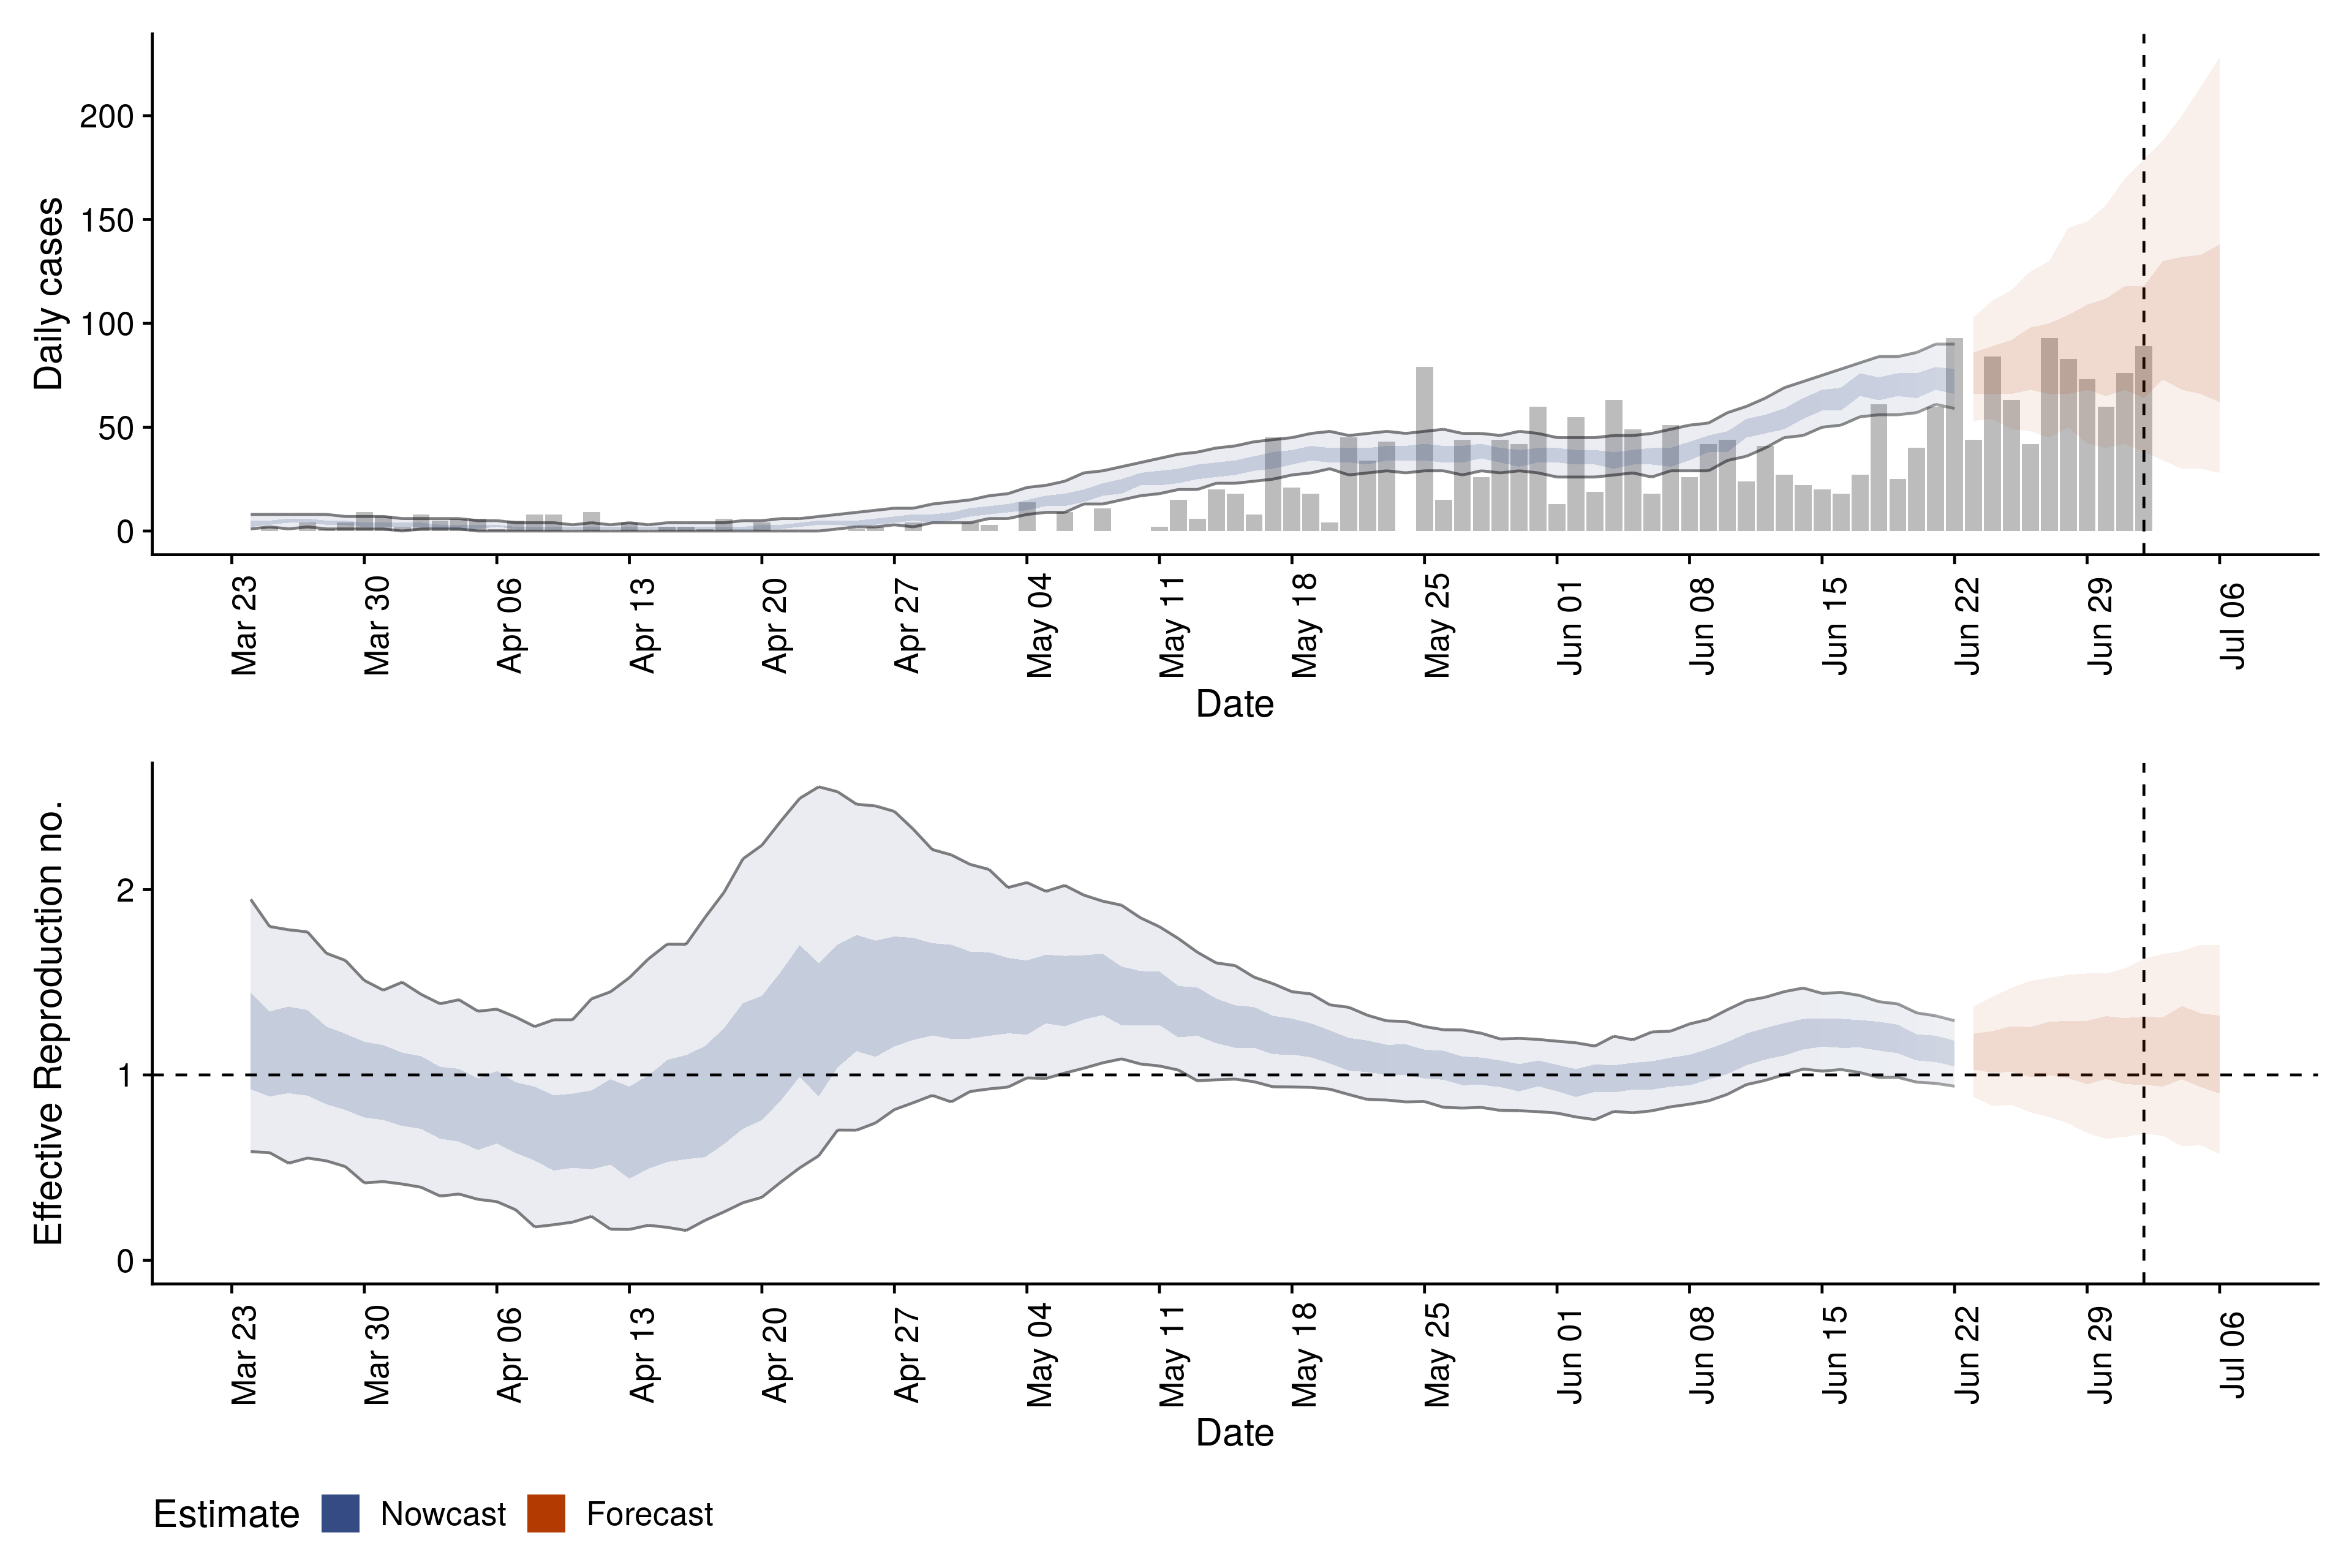 Daily cases
200
150
100
50
0
Mar 23
Mar 30
Apr 06
Apr 13
Apr 20
Apr 27
May 04
May 11
May 18
May 25
Jun 01
Jun 08
Jun 15
Jun 22
Jun 29
Jul 06
Date
Effective Reproduction no.
2
1
0
Mar 23
Mar 30
Apr 06
Apr 13
Apr 20
Apr 27
May 04
May 11
May 18
May 25
Jun 01
Jun 08
Jun 15
Jun 22
Jun 29
Jul 06
Date
Estimate Nowcast Forecast